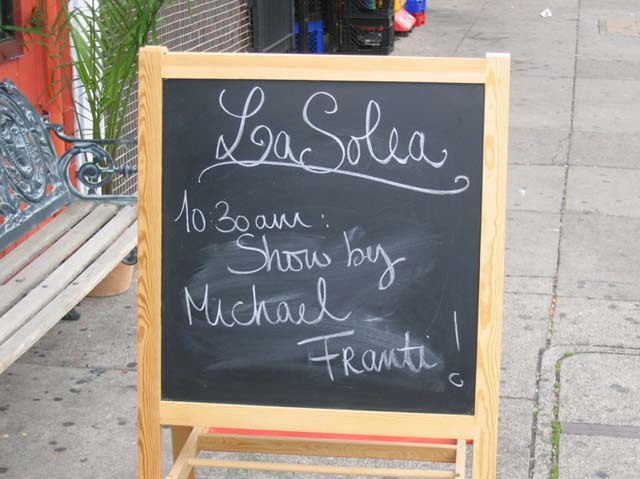 La Solea
10:30am:
Show by
Michael
Franti!